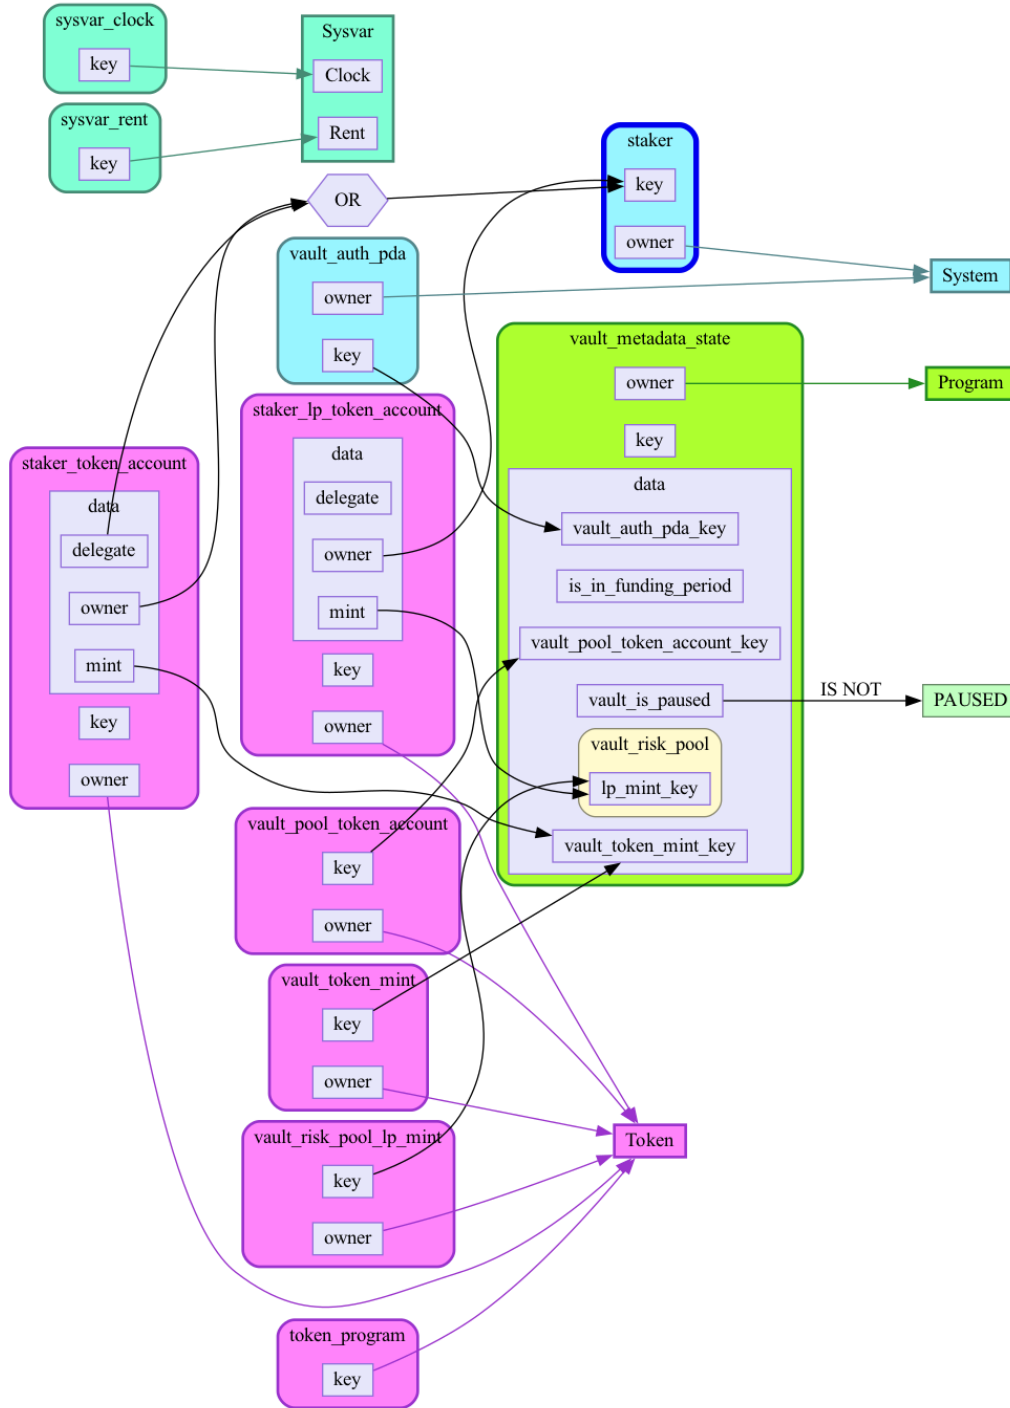 sysvar_clock
key
Sysvar
Clock
Rent
sysvar_rent
key
staker
key
owner
OR
vault_auth_pda
owner
key
System
vault_metadata_state
owner
key
data
vault_auth_pda_key
is_in_funding_period
vault_pool_token_account_key
vault_is_paused
vault_risk_pool
lp_mint_key
vault_token_mint_key
Program
IS NOT
PAUSED
staker_lp_token_account
data
delegate
owner
mint
key
owner
staker_token_account
data
delegate
owner
mint
key
owner
vault_pool_token_account
key
owner
vault_token_mint
key
owner
vault_risk_pool_lp_mint
key
owner
Token
token_program
key